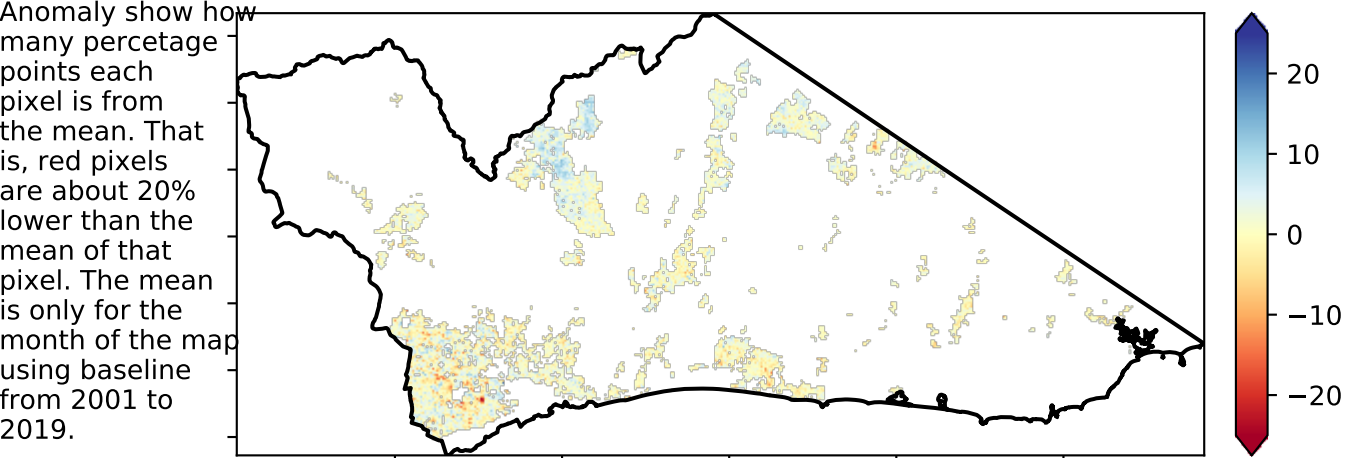 Anomaly show how
many percetage
points each
pixel is from
the mean. That
is, red pixels
are about 20%
lower than the
mean of that
pixel. The mean
is only for the
month of the map
using baseline
from 2001 to
2019.
20
10
0
−10
−20